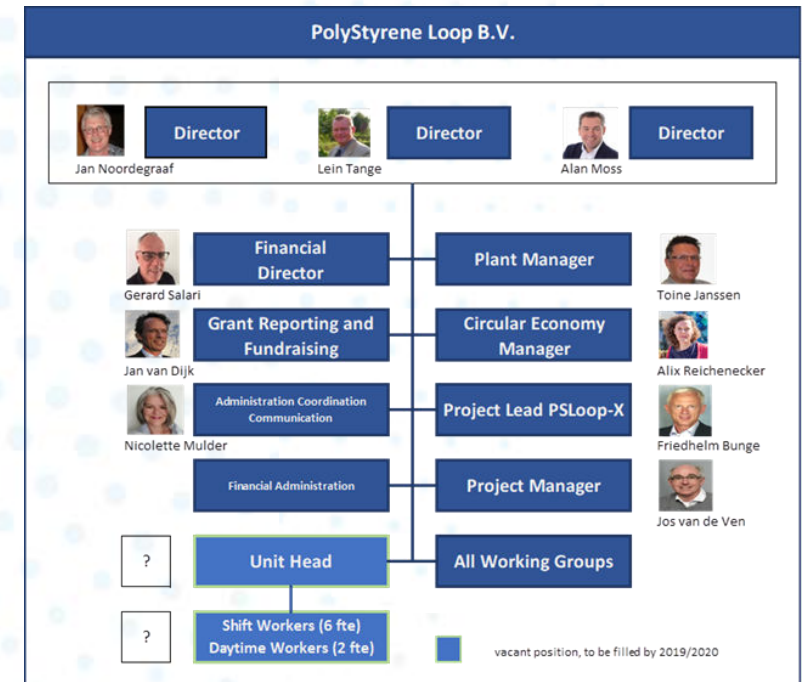 PolyStyrene Loop B.V.
Director
Director
Director
Jan Noordegraaf
Lein Tange
Alan Moss
Financial
Director
Plant Manager
Gerard Salari
Toine Janssen
Grant Reporting and
Fundraising
Circular Economy
Manager
Jan van Dijk
Alix Reichenecker
Administration Coordination
Communication
Project Lead PSLoop-X
Nicolette Mulder
Friedhelm Bunge
Financial Administration
Project Manager
Jos van de Ven
?
Unit Head
All Working Groups
?
Shift Workers (6 fte)
Daytime Workers (2 fte)
vacant position, to be filled by 2019/2020